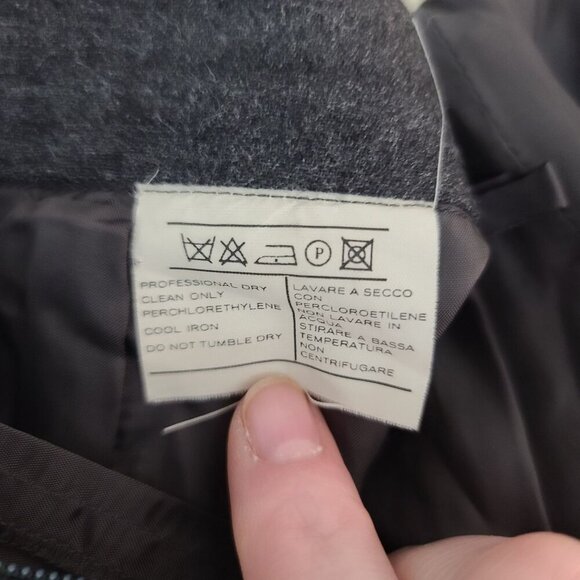 P
PROFESSIONAL DRY
CLEAN ONLY
PERCHLORETHYLENE
COOL IRON
DO NOT TUMBLE DRY
LAVARE A SECCO
CON
PERCLOROETILENE
NON LAVARE IN
ACQUA
STIRARE A BASSA
TEMPERATURA
NON
CENTRIFUGARE